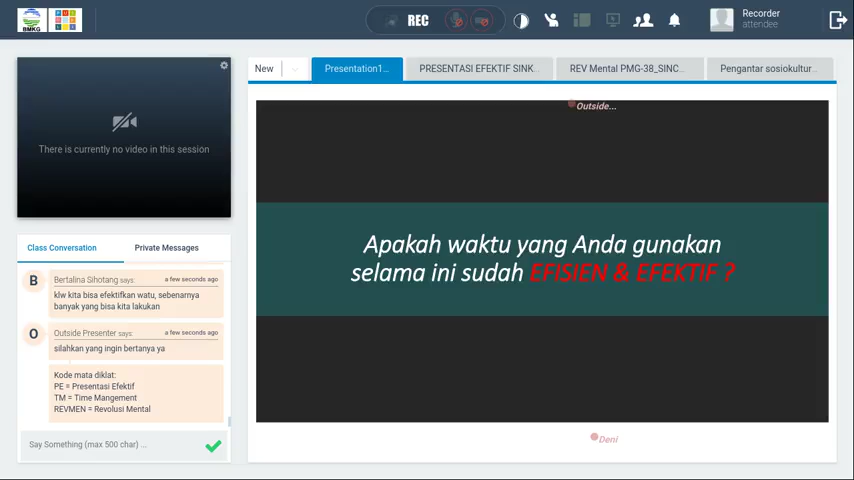 BMKG
REC
Recorder
attendee
There is currently no video in this session
New
Presentation1...
PRESENTASI EFEKTIF SINK...
REV Mental PMG-38_SINC...
Pengantar sosiokultur...
Outside...
Apakah waktu yang Anda gunakan
selama ini sudah EFISIEN & EFEKTIF ?
Deni
Class Conversation
Private Messages
B
Bertalina Sihotang says:
a few seconds ago
klw kita bisa efektifkan watu, sebenarnya
banyak yang bisa kita lakukan
O
Outside Presenter says:
a few seconds ago
silahkan yang ingin bertanya ya
Kode mata diklat:
PE = Presentasi Efektif
TM = Time Mangement
REVMEN = Revolusi Mental
Say Something (max 500 char) ...